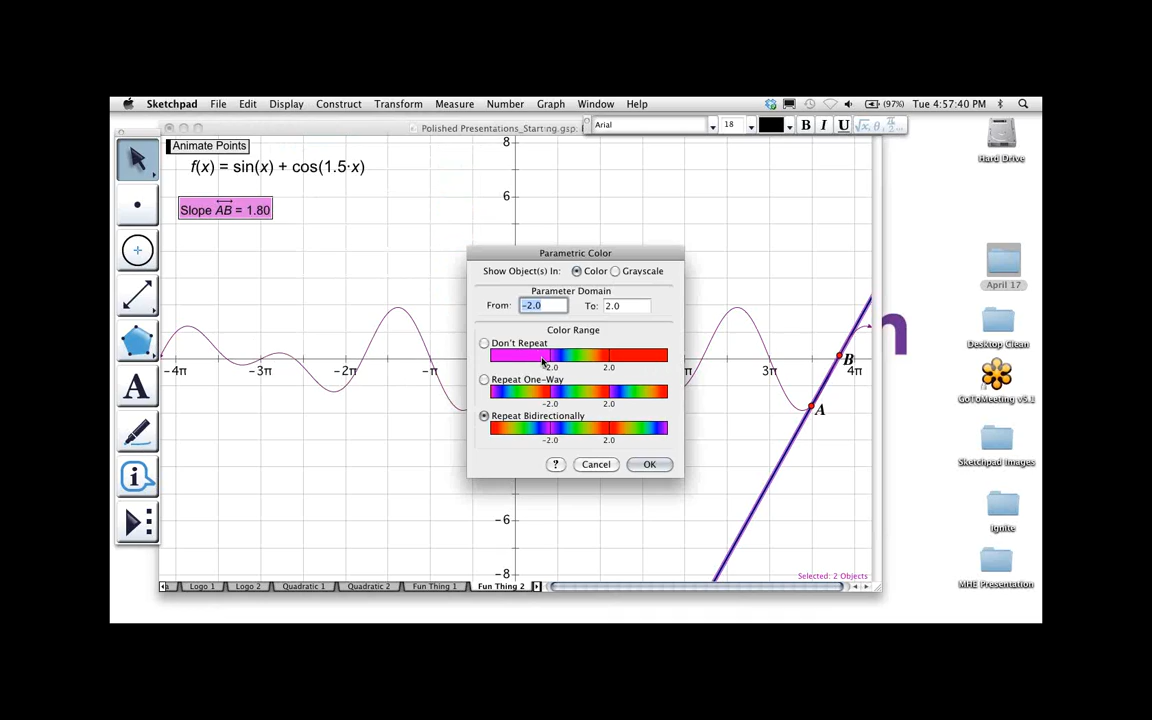 Sketchpad File Edit Display Construct Transform Measure Number Graph Window Help (97%) Tue 4:57:40 PM
Polished Presentations_Starting.gsp:
Arial 18 B I U
Animate Points
f(x) = sin(x) + cos(1.5·x)
Slope AB = 1.80
8
6
-6
-8
-4π -3π -2π -π 3π 4π
B
A
Parametric Color
Show Object(s) In: Color Grayscale
Parameter Domain
From: -2.0 To: 2.0
Color Range
Don't Repeat
-2.0 2.0
Repeat One-Way
-2.0 2.0
Repeat Bidirectionally
-2.0 2.0
? Cancel OK
Selected: 2 Objects
Logo 1 Logo 2 Quadratic 1 Quadratic 2 Fun Thing 1 Fun Thing 2
Hard Drive
April 17
n
Desktop Clean
GoToMeeting v5.1
Sketchpad Images
Ignite
MHE Presentation